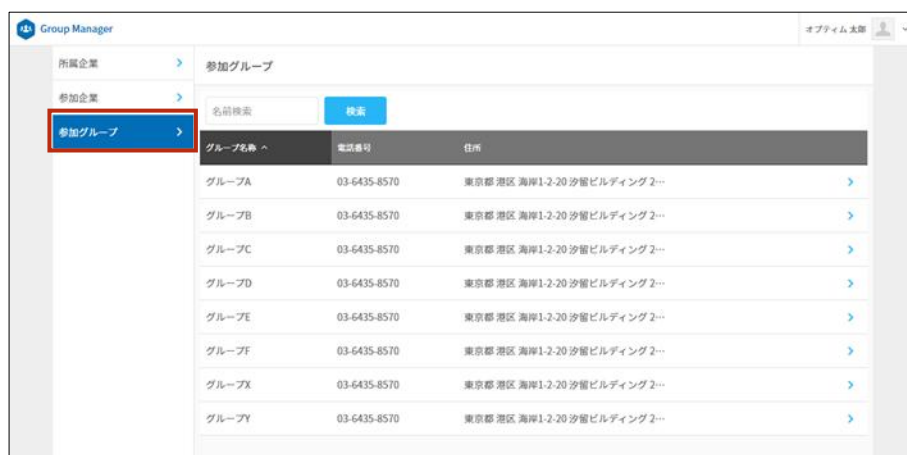 Group Manager
オプティム 太郎
所属企業
参加企業
参加グループ
参加グループ
名前検索 検索
グループ名称 電話番号 住所
グループA 03-6435-8570 東京都 港区 海岸1-2-20 汐留ビルディング 2…
グループB 03-6435-8570 東京都 港区 海岸1-2-20 汐留ビルディング 2…
グループC 03-6435-8570 東京都 港区 海岸1-2-20 汐留ビルディング 2…
グループD 03-6435-8570 東京都 港区 海岸1-2-20 汐留ビルディング 2…
グループE 03-6435-8570 東京都 港区 海岸1-2-20 汐留ビルディング 2…
グループF 03-6435-8570 東京都 港区 海岸1-2-20 汐留ビルディング 2…
グループX 03-6435-8570 東京都 港区 海岸1-2-20 汐留ビルディング 2…
グループY 03-6435-8570 東京都 港区 海岸1-2-20 汐留ビルディング 2…